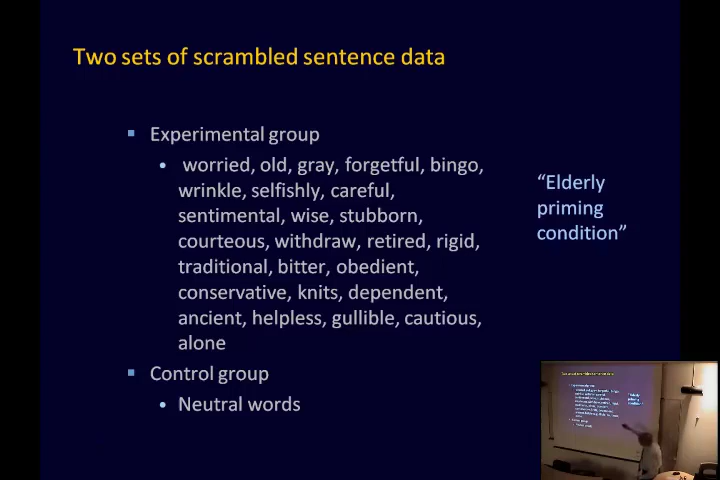 Two sets of scrambled sentence data
Experimental group
worried, old, gray, forgetful, bingo,
wrinkle, selfishly, careful,
sentimental, wise, stubborn,
courteous, withdraw, retired, rigid,
traditional, bitter, obedient,
conservative, knits, dependent,
ancient, helpless, gullible, cautious,
alone
Control group
Neutral words
“Elderly
priming
condition”